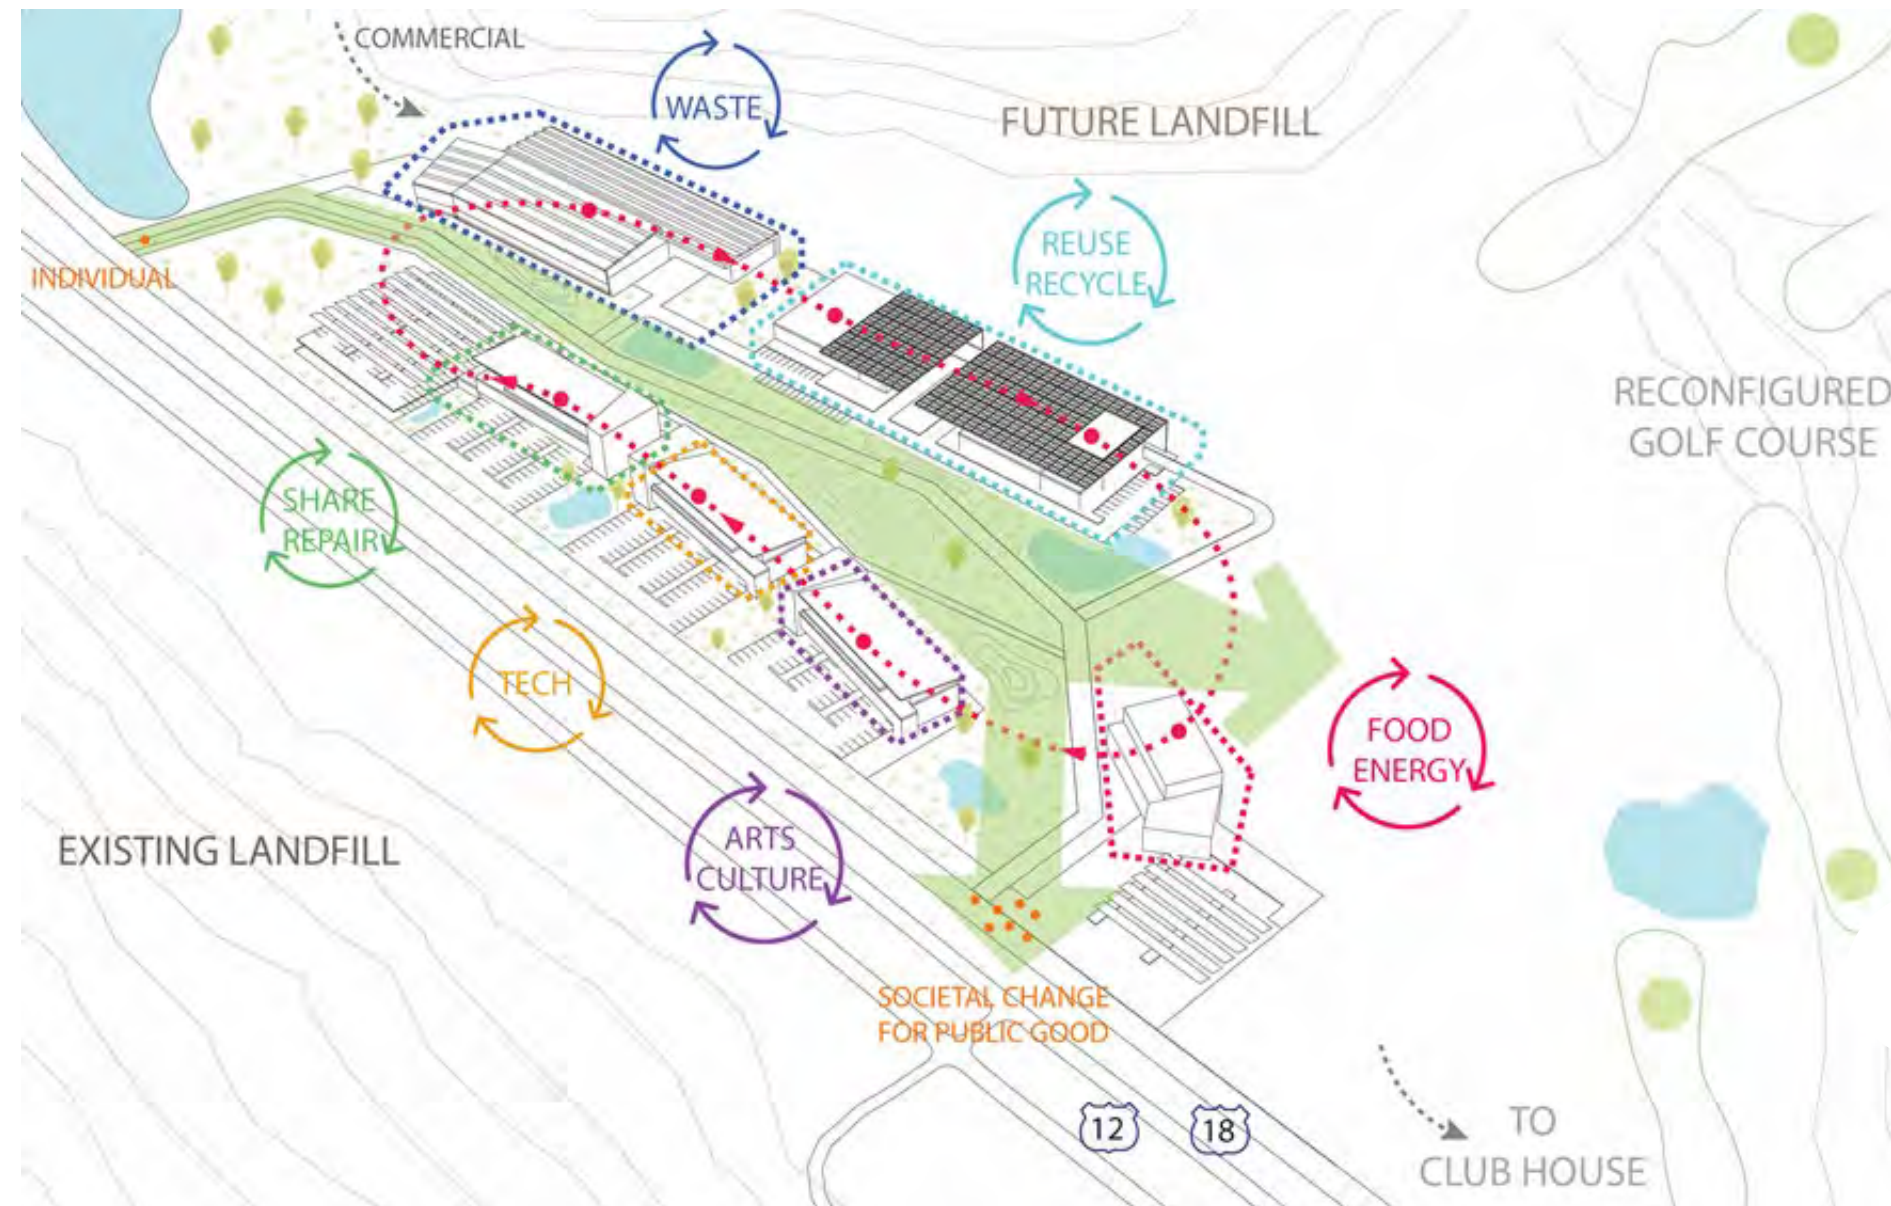 COMMERCIAL
WASTE
FUTURE LANDFILL
REUSE
RECYCLE
INDIVIDUAL
RECONFIGURED
GOLF COURSE
SHARE
REPAIR
TECH
FOOD
ENERGY
ARTS
CULTURE
EXISTING LANDFILL
SOCIETAL CHANGE
FOR PUBLIC GOOD
12
18
TO
CLUB HOUSE